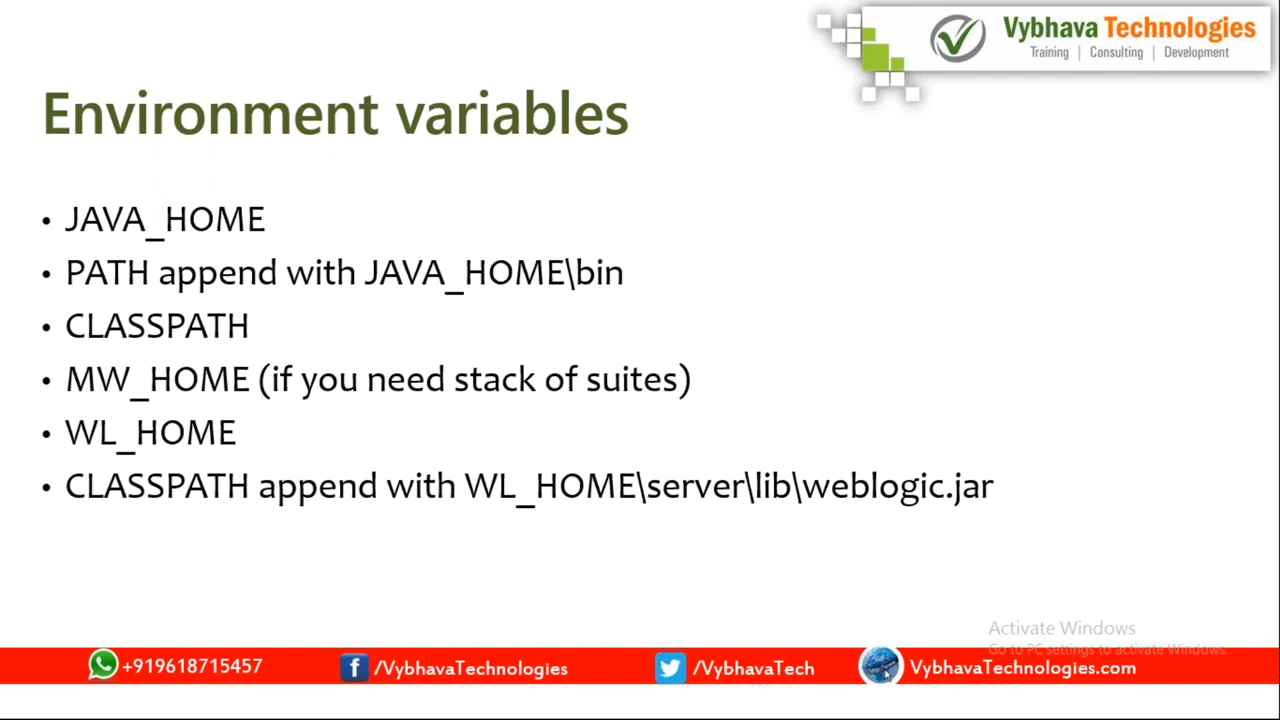 Vybhava Technologies
Training | Consulting | Development
Environment variables
• JAVA_HOME
• PATH append with JAVA_HOME\bin
• CLASSPATH
• MW_HOME (if you need stack of suites)
• WL_HOME
• CLASSPATH append with WL_HOME\server\lib\weblogic.jar
Activate Windows
Go to PC settings to activate Windows.
+919618715457 f /VybhavaTechnologies /VybhavaTech VybhavaTechnologies.com